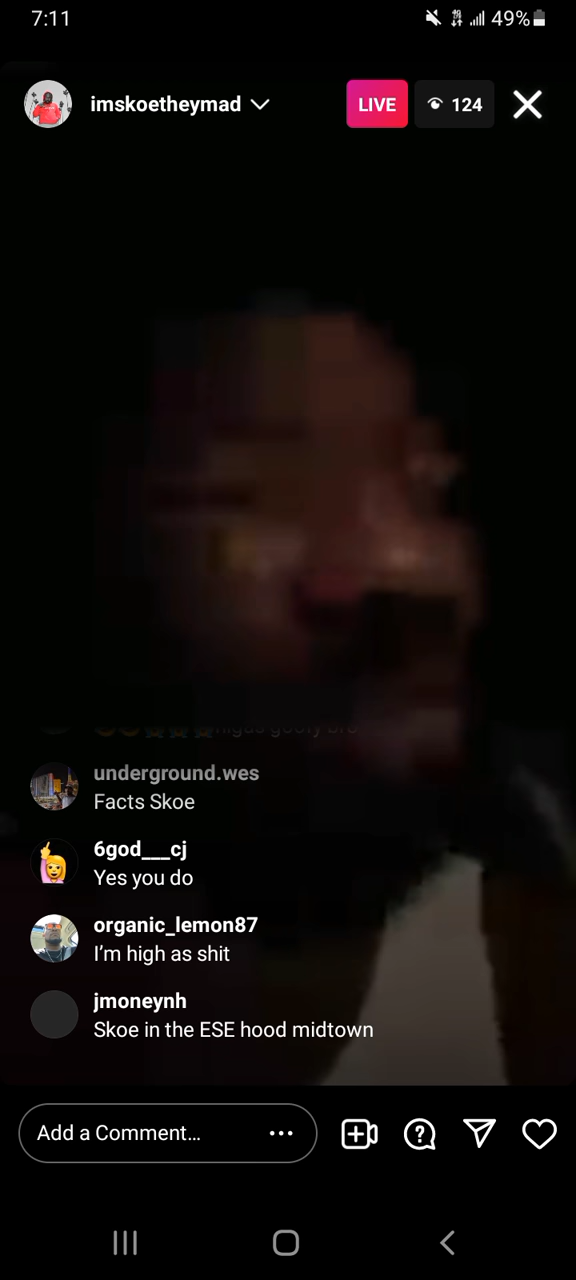 7:11
49%
imskoetheymad
LIVE
124
underground.wes
Facts Skoe
6god___cj
Yes you do
organic_lemon87
I'm high as shit
jmoneynh
Skoe in the ESE hood midtown
Add a Comment...